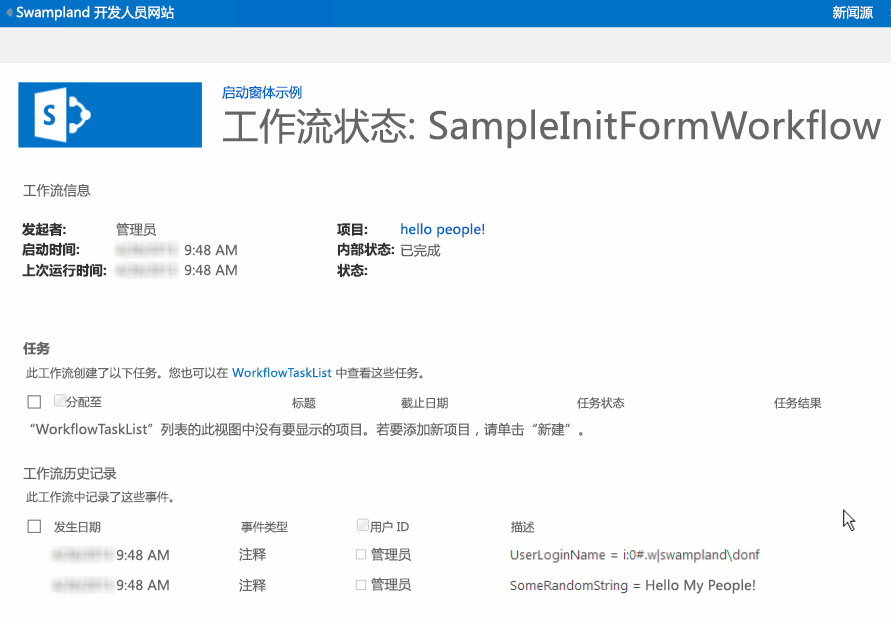 Swampland 开发人员网站 新闻源
S
启动窗体示例
工作流状态: SampleInitFormWorkflow
工作流信息
发起者: 管理员 项目: hello people!
启动时间: 9:48 AM 内部状态: 已完成
上次运行时间: 9:48 AM 状态:
任务
此工作流创建了以下任务。您也可以在 WorkflowTaskList 中查看这些任务。
分配至 标题 截止日期 任务状态 任务结果
“WorkflowTaskList”列表的此视图中没有要显示的项目。若要添加新项目，请单击“新建”。
工作流历史记录
此工作流中记录了这些事件。
发生日期 事件类型 用户 ID 描述
9:48 AM 注释 管理员 UserLoginName = i:0#.w|swampland\donf
9:48 AM 注释 管理员 SomeRandomString = Hello My People!